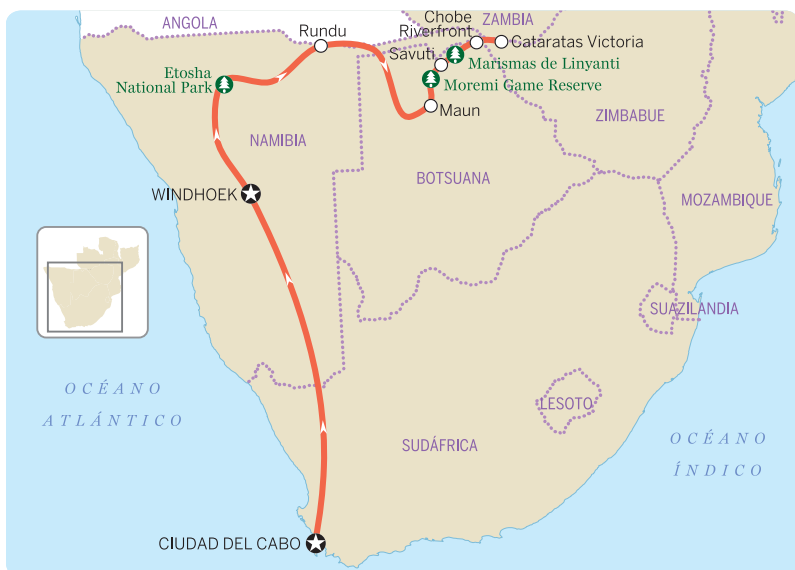 Chobe
Riverfront
ZAMBIA
ANGOLA
Rundu
Cataratas Victoria
Savuti
Marismas de Linyanti
Etosha
National Park
Moremi Game Reserve
Maun
ZIMBABUE
NAMIBIA
BOTSUANA
WINDHOEK
MOZAMBIQUE
SUAZILANDIA
OCÉANO
ATLÁNTICO
LESOTO
SUDÁFRICA
OCÉANO
ÍNDICO
CIUDAD DEL CABO